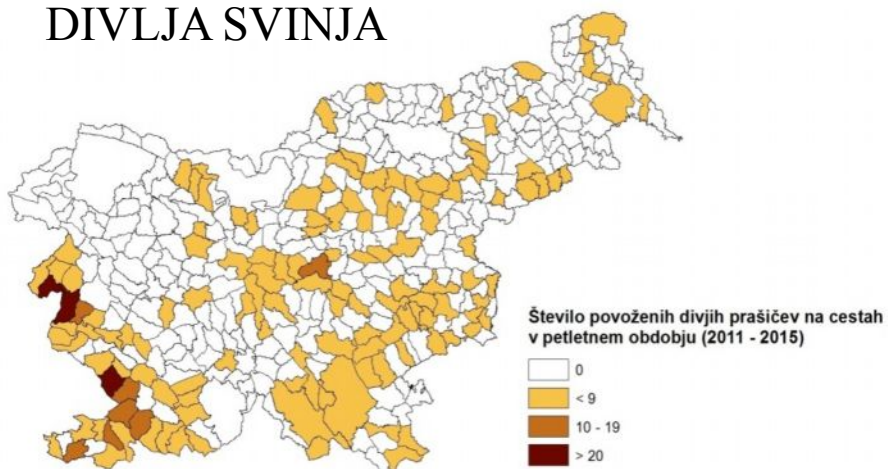 DIVLJA SVINJA
Število povoženih divjih prašičev na cestah
v petletnem obdobju (2011 - 2015)
0
< 9
10 - 19
> 20